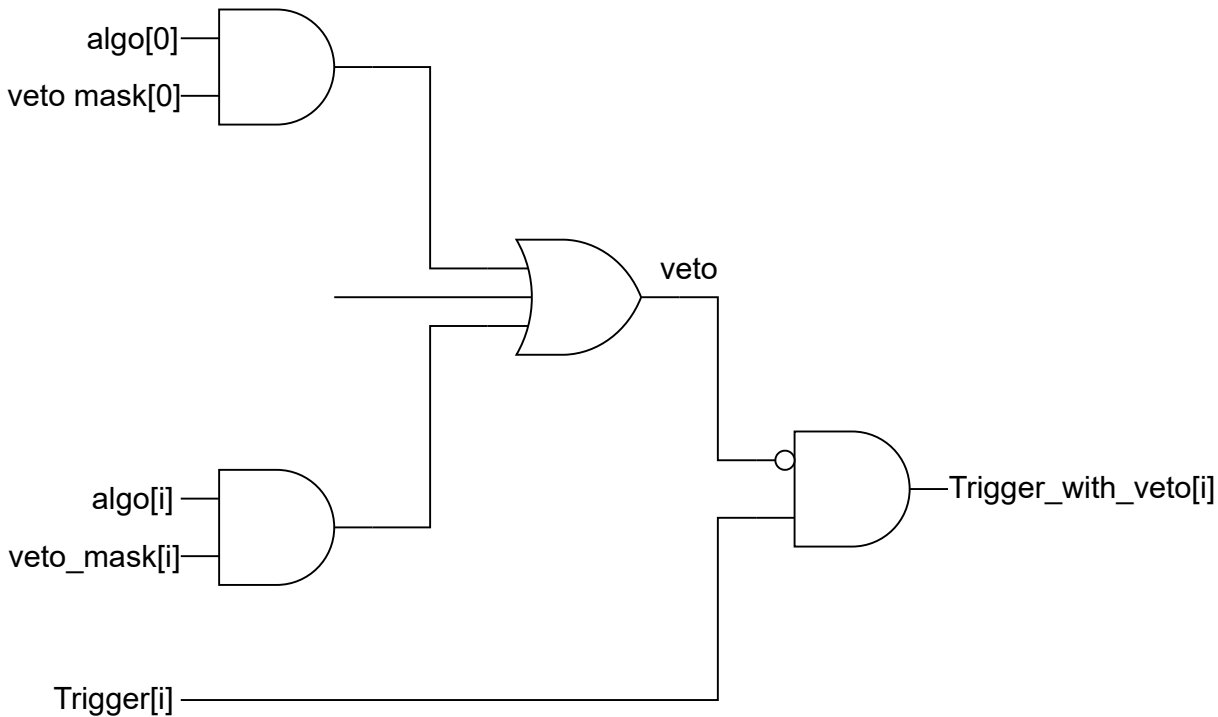 algo[0]
veto mask[0]
veto
algo[i]
Trigger_with_veto[i]
veto_mask[i]
Trigger[i]